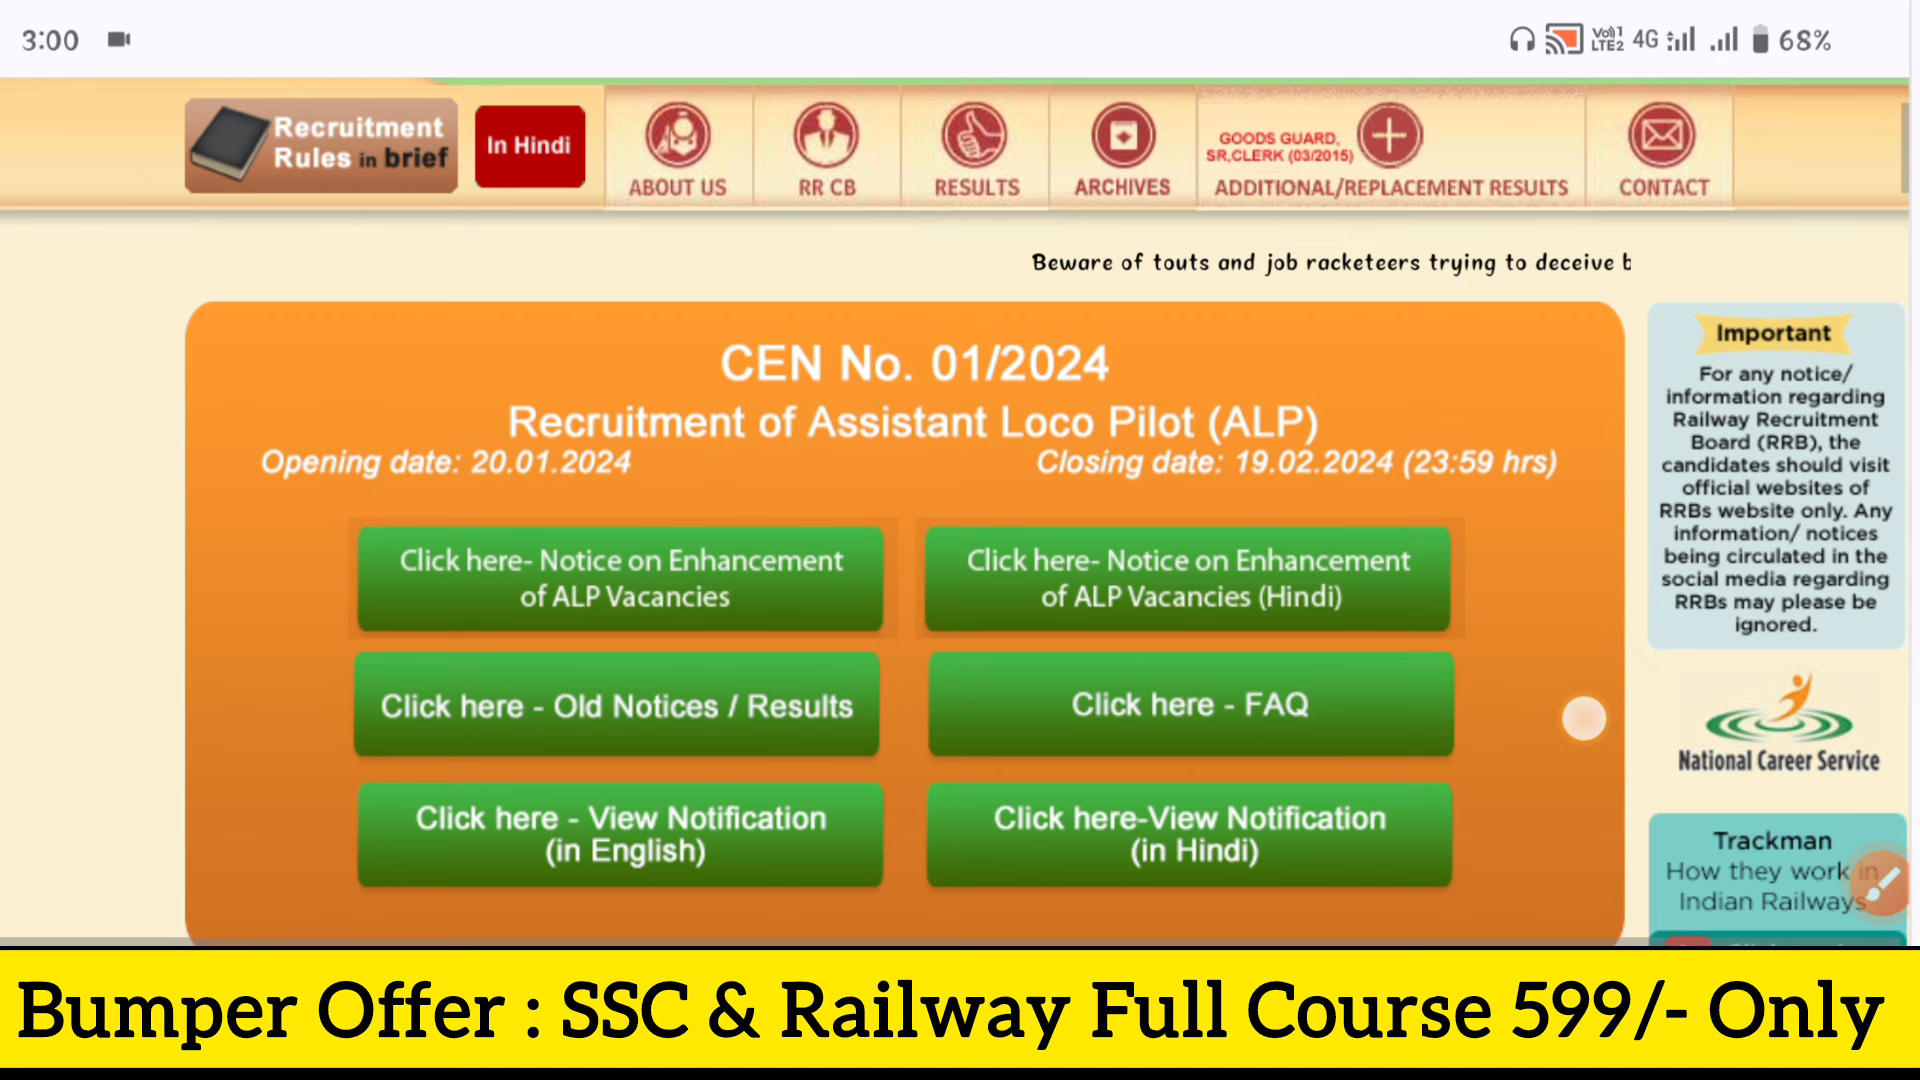 3:00
Vo))1 LTE2 4G 68%
Recruitment
Rules in brief
In Hindi
ABOUT US
RR CB
RESULTS
ARCHIVES
GOODS GUARD,
SR,CLERK (03/2015)
ADDITIONAL/REPLACEMENT RESULTS
CONTACT
Beware of touts and job racketeers trying to deceive b
CEN No. 01/2024
Recruitment of Assistant Loco Pilot (ALP)
Opening date: 20.01.2024
Closing date: 19.02.2024 (23:59 hrs)
Click here- Notice on Enhancement
of ALP Vacancies
Click here- Notice on Enhancement
of ALP Vacancies (Hindi)
Click here - Old Notices / Results
Click here - FAQ
Click here - View Notification
(in English)
Click here-View Notification
(in Hindi)
Important
For any notice/
information regarding
Railway Recruitment
Board (RRB), the
candidates should visit
official websites of
RRBs website only. Any
information/ notices
being circulated in the
social media regarding
RRBs may please be
ignored.
National Career Service
Trackman
How they work in
Indian Railways
Bumper Offer : SSC & Railway Full Course 599/- Only